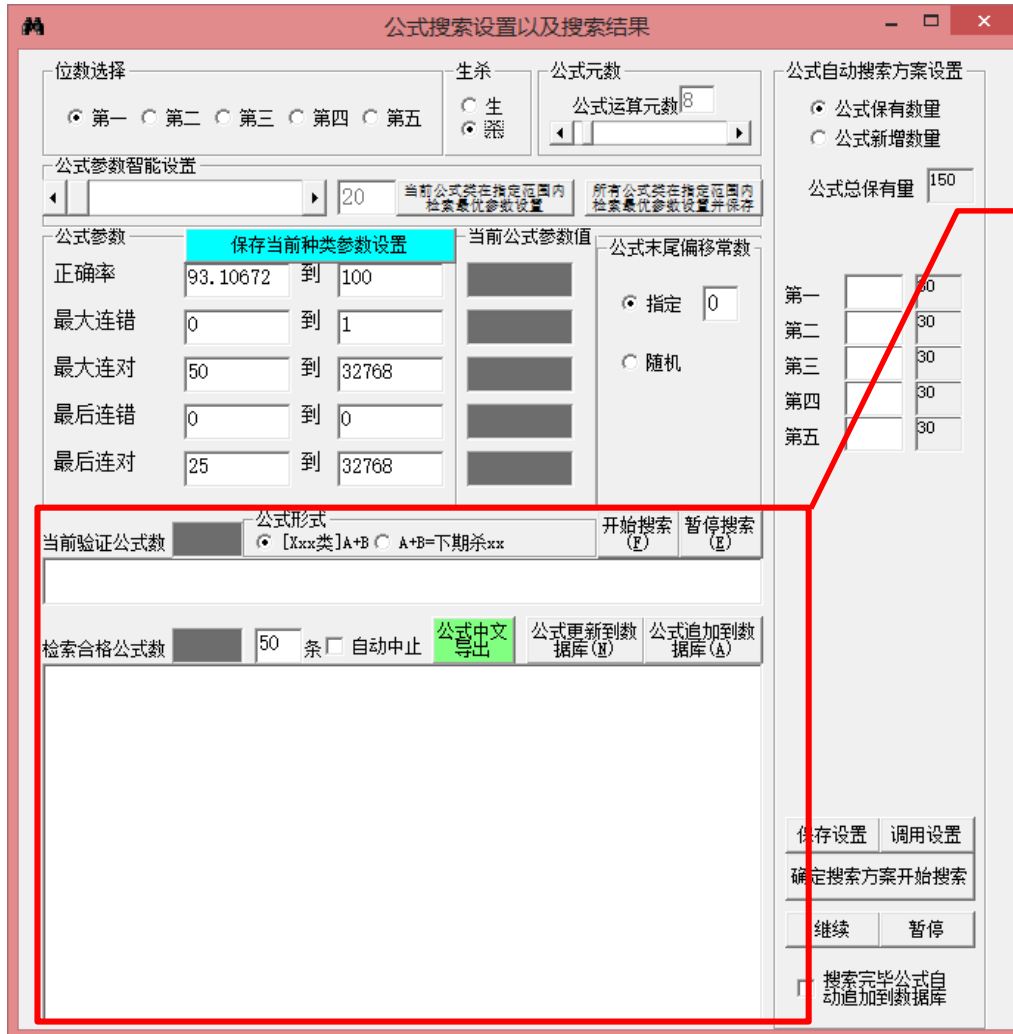 公式搜索设置以及搜索结果
位数选择
第一 第二 第三 第四 第五
生杀
生
杀
公式元数
公式运算元数 8
公式自动搜索方案设置
公式保有数量
公式新增数量
公式总保有量 150
公式参数智能设置
20
当前公式类在指定范围内
检索最优参数设置
所有公式类在指定范围内
检索最优参数设置并保存
公式参数
保存当前种类参数设置
当前公式参数值
正确率 93.10672 到 100
最大连错 0 到 1
最大连对 50 到 32768
最后连错 0 到 0
最后连对 25 到 32768
公式末尾偏移常数
指定 0
随机
第一 30
第二 30
第三 30
第四 30
第五 30
当前验证公式数
公式形式
[Xxx类]A+B A+B=下期杀xx
开始搜索
(F)
暂停搜索
(E)
检索合格公式数 50 条 自动中止
公式中文
导出
公式更新到数
据库(N)
公式追加到数
据库(A)
保存设置 调用设置
确定搜索方案开始搜索
继续 暂停
搜索完毕公式自
动追加到数据库